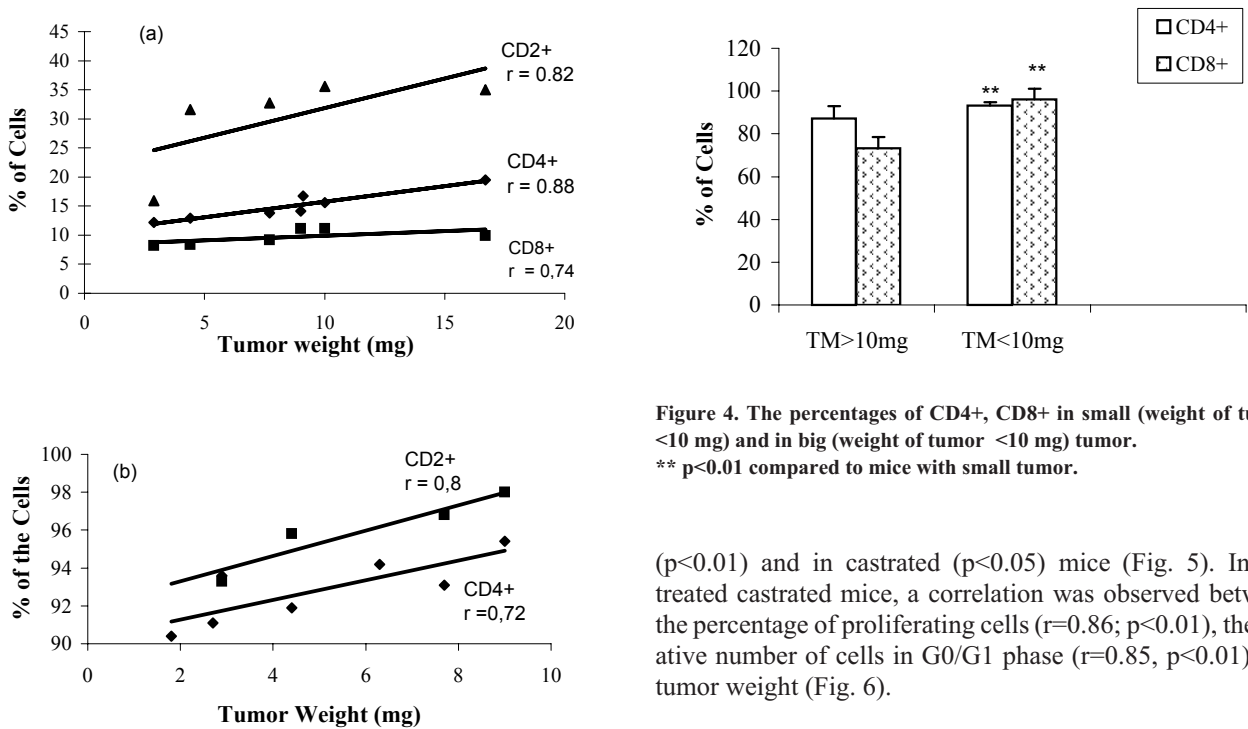 (a)
45
40
35
30
25
20
15
10
5
0
% of Cells
CD2+
r = 0.82
CD4+
r = 0.88
CD8+
r = 0,74
0 5 10 15 20
Tumor weight (mg)
(b)
100
98
96
94
92
90
% of the Cells
CD2+
r = 0,8
CD4+
r =0,72
0 2 4 6 8 10
Tumor Weight (mg)
CD4+
CD8+
120
100
80
60
40
20
0
% of Cells
**
**
TM>10mg TM<10mg
Figure 4. The percentages of CD4+, CD8+ in small (weight of
<10 mg) and in big (weight of tumor <10 mg) tumor.
** p<0.01 compared to mice with small tumor.
(p<0.01) and in castrated (p<0.05) mice (Fig. 5). In
treated castrated mice, a correlation was observed
the percentage of proliferating cells (r=0.86; p<0.01),
ative number of cells in G0/G1 phase (r=0.85, p<0.01)
tumor weight (Fig. 6).